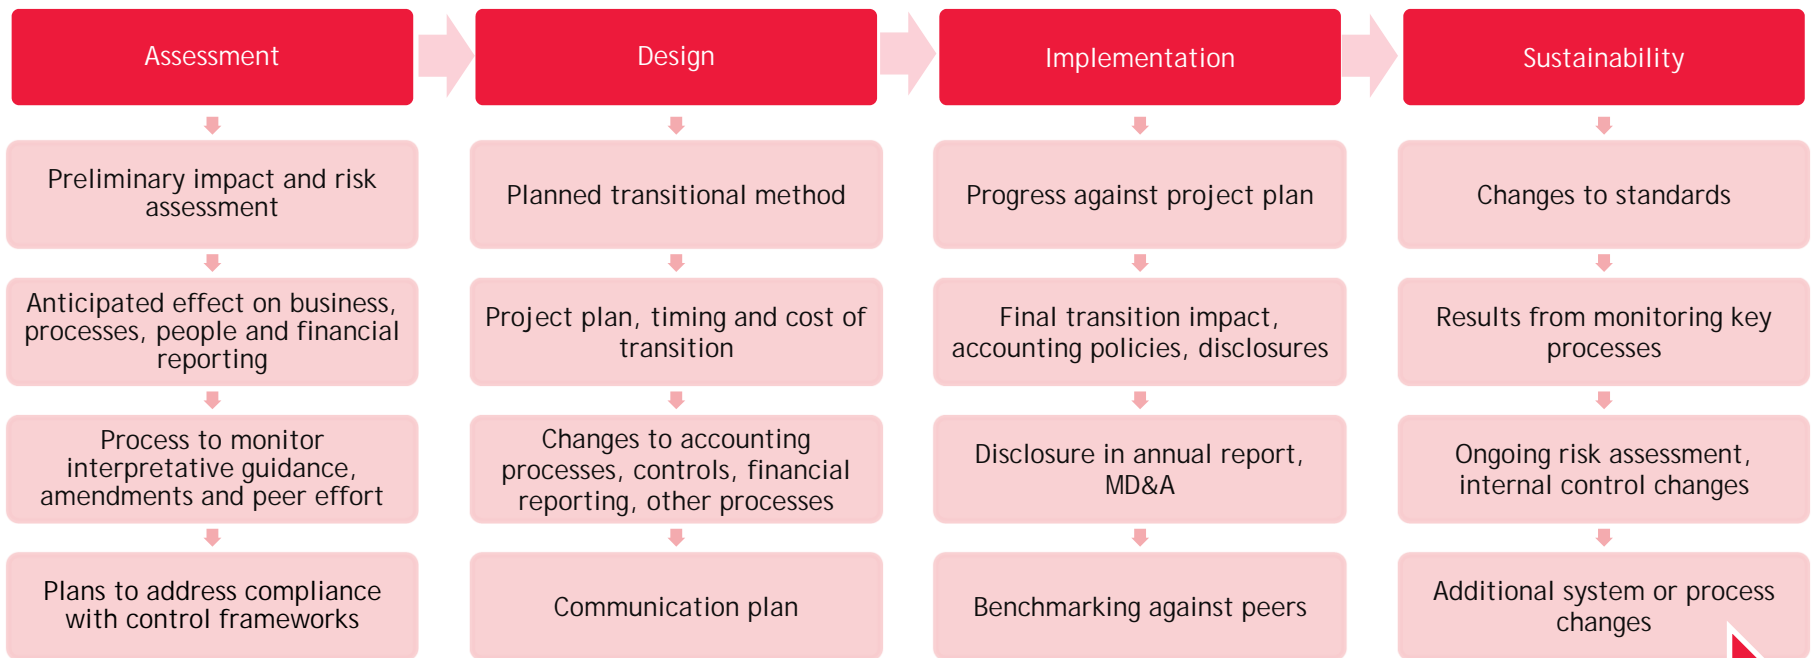 Assessment
Preliminary impact and risk
assessment
Anticipated effect on business,
processes, people and financial
reporting
Process to monitor
interpretative guidance,
amendments and peer effort
Plans to address compliance
with control frameworks
Design
Planned transitional method
Project plan, timing and cost of
transition
Changes to accounting
processes, controls, financial
reporting, other processes
Communication plan
Implementation
Progress against project plan
Final transition impact,
accounting policies, disclosures
Disclosure in annual report,
MD&A
Benchmarking against peers
Sustainability
Changes to standards
Results from monitoring key
processes
Ongoing risk assessment,
internal control changes
Additional system or process
changes